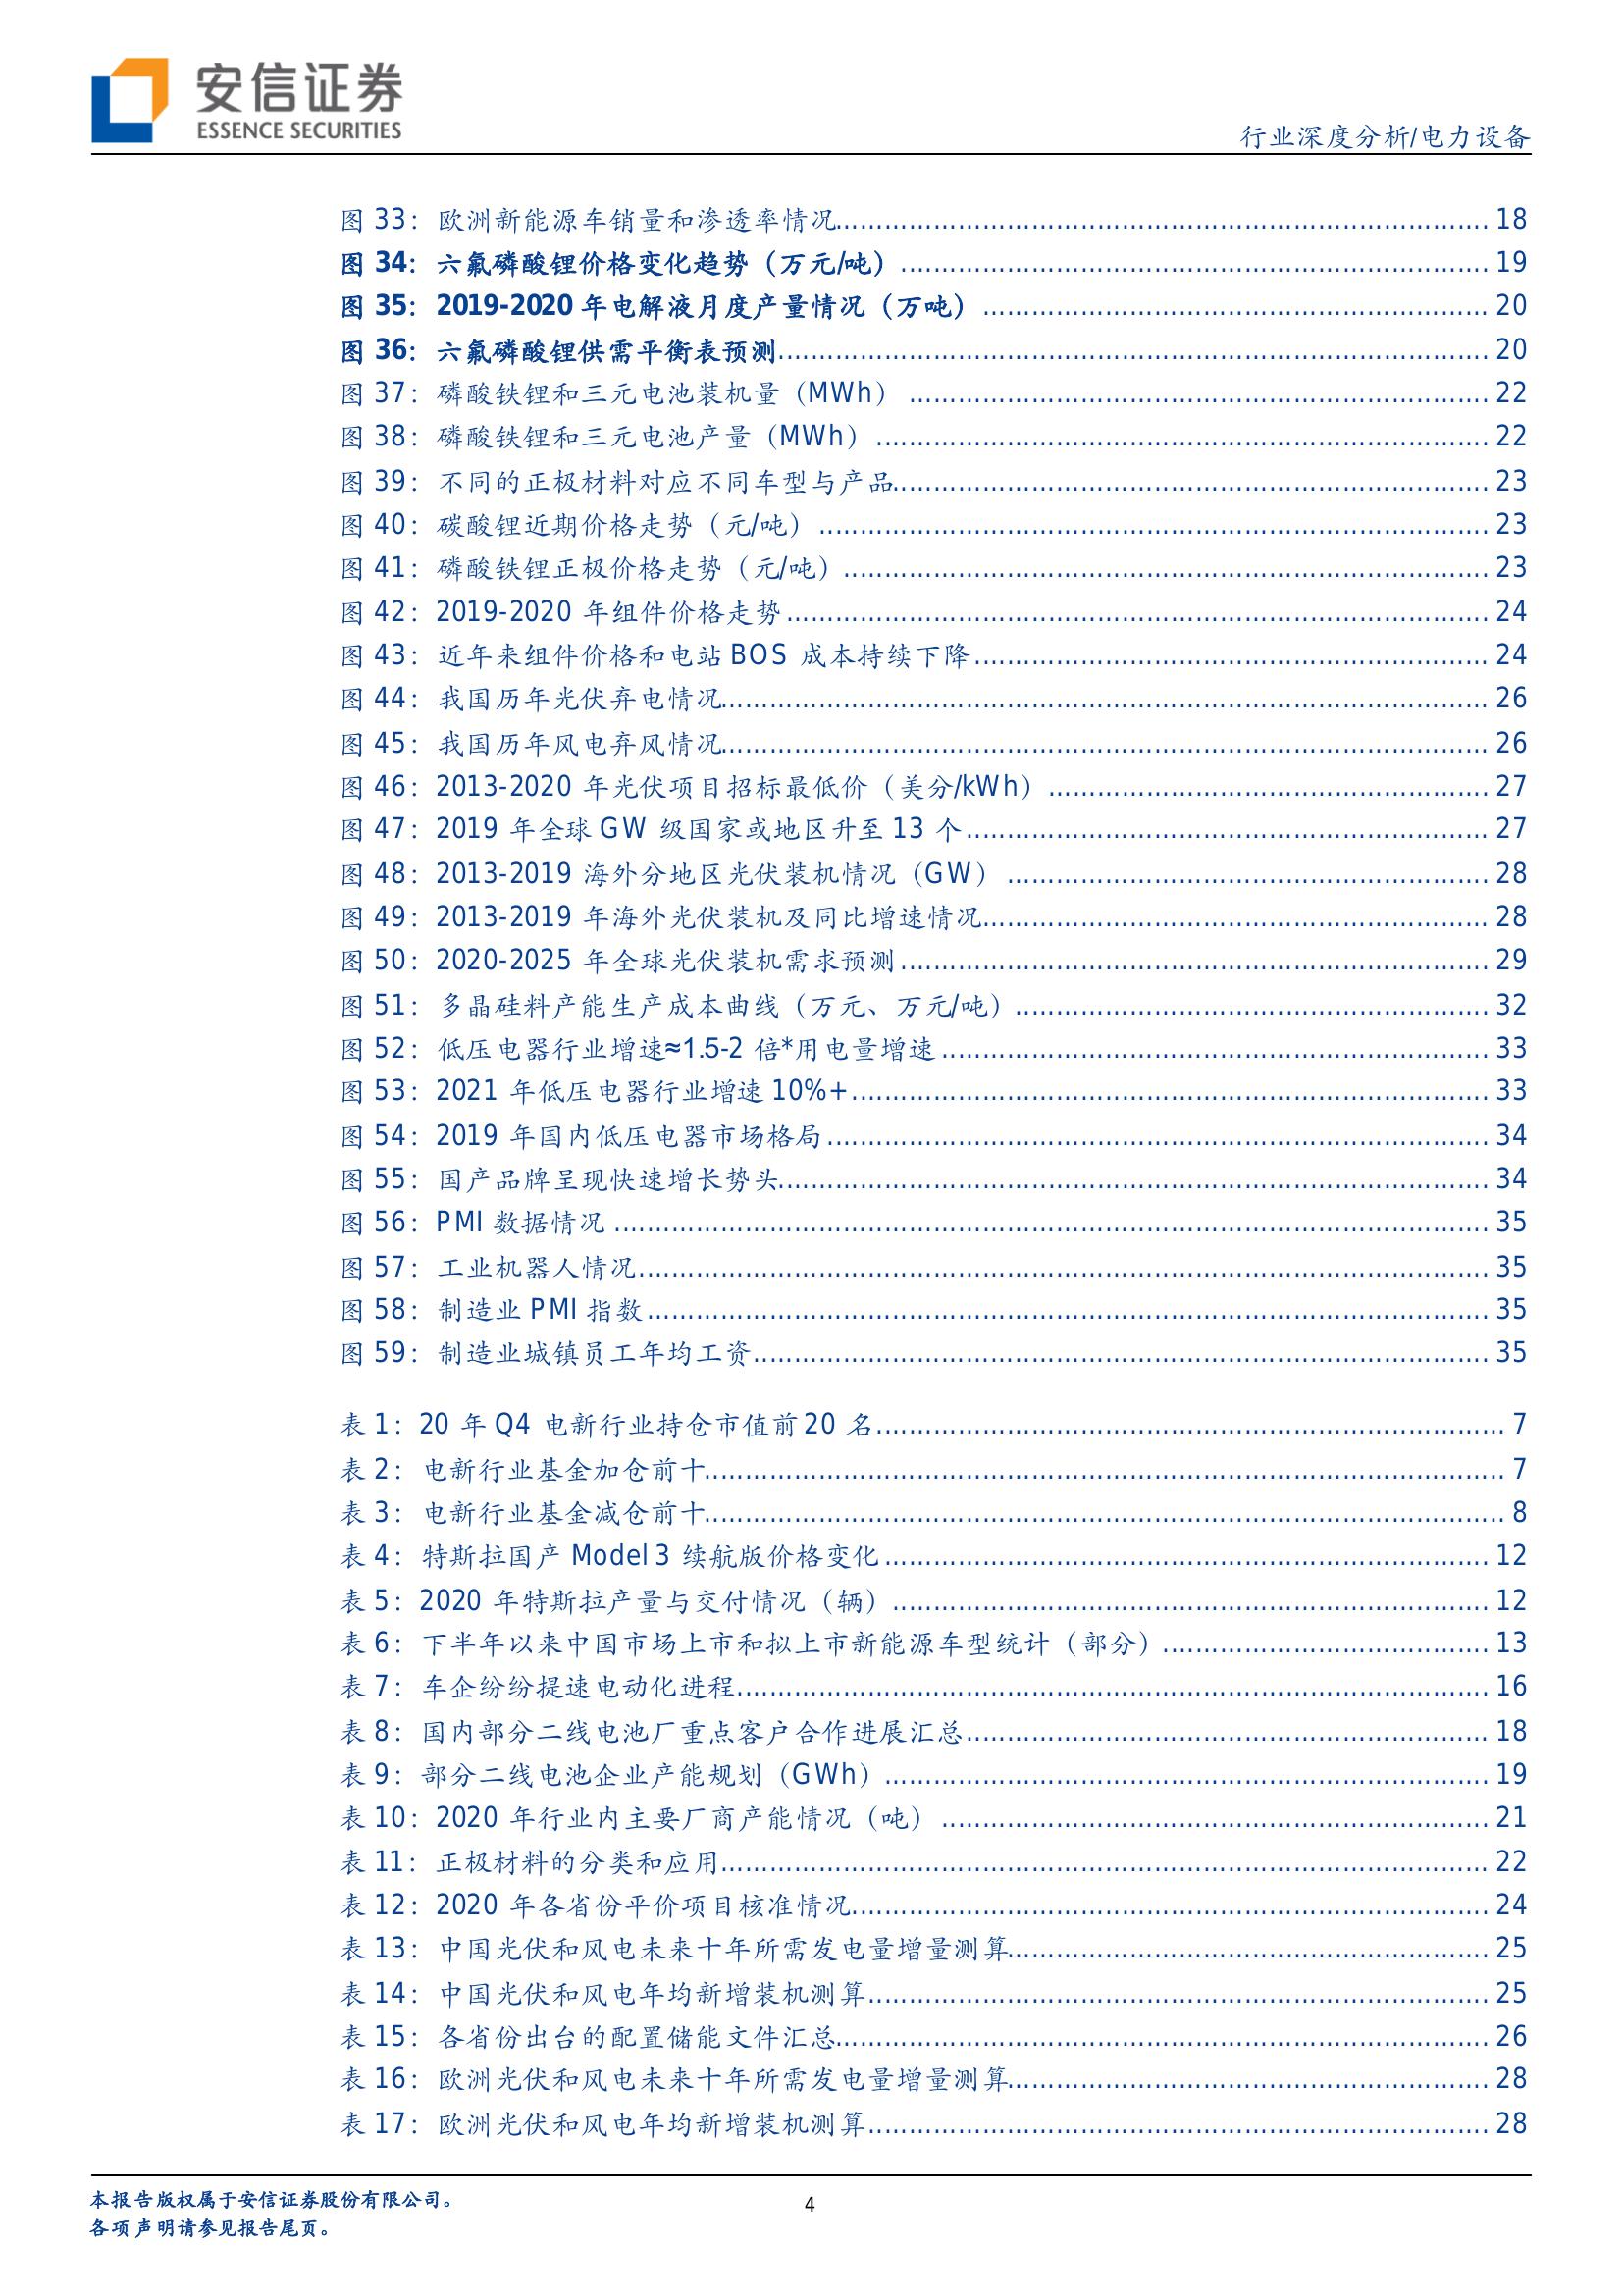 安信证券
ESSENCE SECURITIES
行业深度分析/电力设备
图 33：欧洲新能源车销量和渗透率情况 18
图 34：六氟磷酸锂价格变化趋势（万元/吨） 19
图 35：2019-2020 年电解液月度产量情况（万吨） 20
图 36：六氟磷酸锂供需平衡表预测 20
图 37：磷酸铁锂和三元电池装机量（MWh） 22
图 38：磷酸铁锂和三元电池产量（MWh） 22
图 39：不同的正极材料对应不同车型与产品 23
图 40：碳酸锂近期价格走势（元/吨） 23
图 41：磷酸铁锂正极价格走势（元/吨） 23
图 42：2019-2020 年组件价格走势 24
图 43：近年来组件价格和电站 BOS 成本持续下降 24
图 44：我国历年光伏弃电情况 26
图 45：我国历年风电弃风情况 26
图 46：2013-2020 年光伏项目招标最低价（美分/kWh） 27
图 47：2019 年全球 GW 级国家或地区升至 13 个 27
图 48：2013-2019 海外分地区光伏装机情况（GW） 28
图 49：2013-2019 年海外光伏装机及同比增速情况 28
图 50：2020-2025 年全球光伏装机需求预测 29
图 51：多晶硅料产能生产成本曲线（万元、万元/吨） 32
图 52：低压电器行业增速≈1.5-2 倍*用电量增速 33
图 53：2021 年低压电器行业增速 10%+ 33
图 54：2019 年国内低压电器市场格局 34
图 55：国产品牌呈现快速增长势头 34
图 56：PMI 数据情况 35
图 57：工业机器人情况 35
图 58：制造业 PMI 指数 35
图 59：制造业城镇员工年均工资 35
表 1：20 年 Q4 电新行业持仓市值前 20 名 7
表 2：电新行业基金加仓前十 7
表 3：电新行业基金减仓前十 8
表 4：特斯拉国产 Model 3 续航版价格变化 12
表 5：2020 年特斯拉产量与交付情况（辆） 12
表 6：下半年以来中国市场上市和拟上市新能源车型统计（部分） 13
表 7：车企纷纷提速电动化进程 16
表 8：国内部分二线电池厂重点客户合作进展汇总 18
表 9：部分二线电池企业产能规划（GWh） 19
表 10：2020 年行业内主要厂商产能情况（吨） 21
表 11：正极材料的分类和应用 22
表 12：2020 年各省份平价项目核准情况 24
表 13：中国光伏和风电未来十年所需发电量增量测算 25
表 14：中国光伏和风电年均新增装机测算 25
表 15：各省份出台的配置储能文件汇总 26
表 16：欧洲光伏和风电未来十年所需发电量增量测算 28
表 17：欧洲光伏和风电年均新增装机测算 28
本报告版权属于安信证券股份有限公司。
4
各项声明请参见报告尾页。